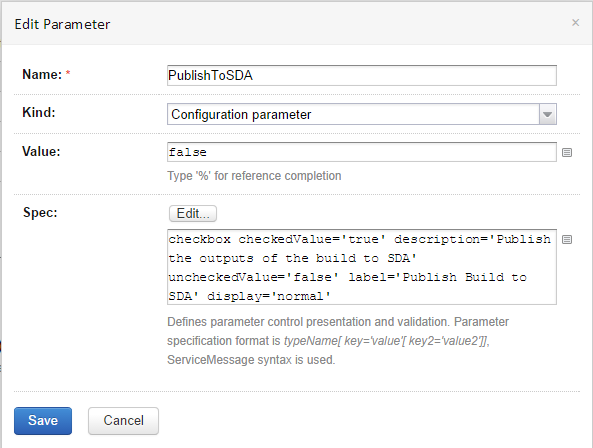 Edit Parameter ×
Name: * PublishToSDA
Kind: Configuration parameter
Value: false
Type '%' for reference completion
Spec: Edit...
checkbox checkedValue='true' description='Publish
the outputs of the build to SDA'
uncheckedValue='false' label='Publish Build to
SDA' display='normal'
Defines parameter control presentation and validation. Parameter
specification format is typeName[ key='value'[ key2='value2']],
ServiceMessage syntax is used.
Save Cancel